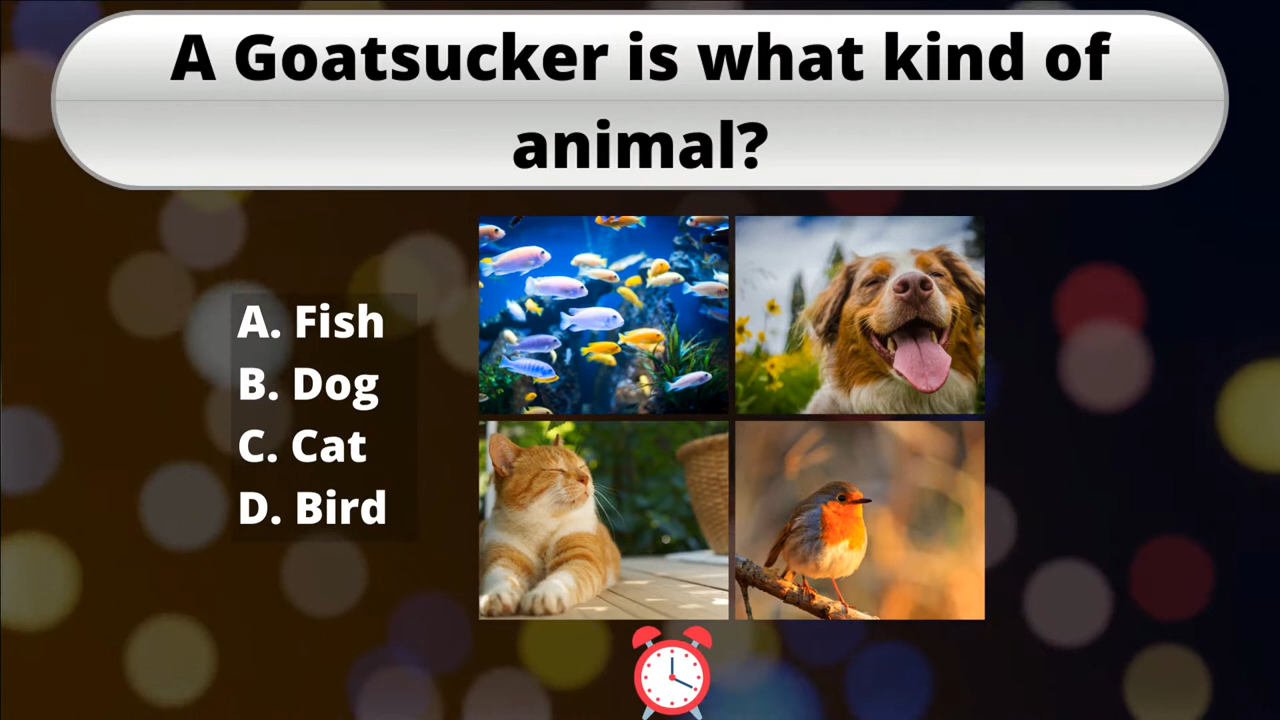 A Goatsucker is what kind of
animal?
A. Fish
B. Dog
C. Cat
D. Bird